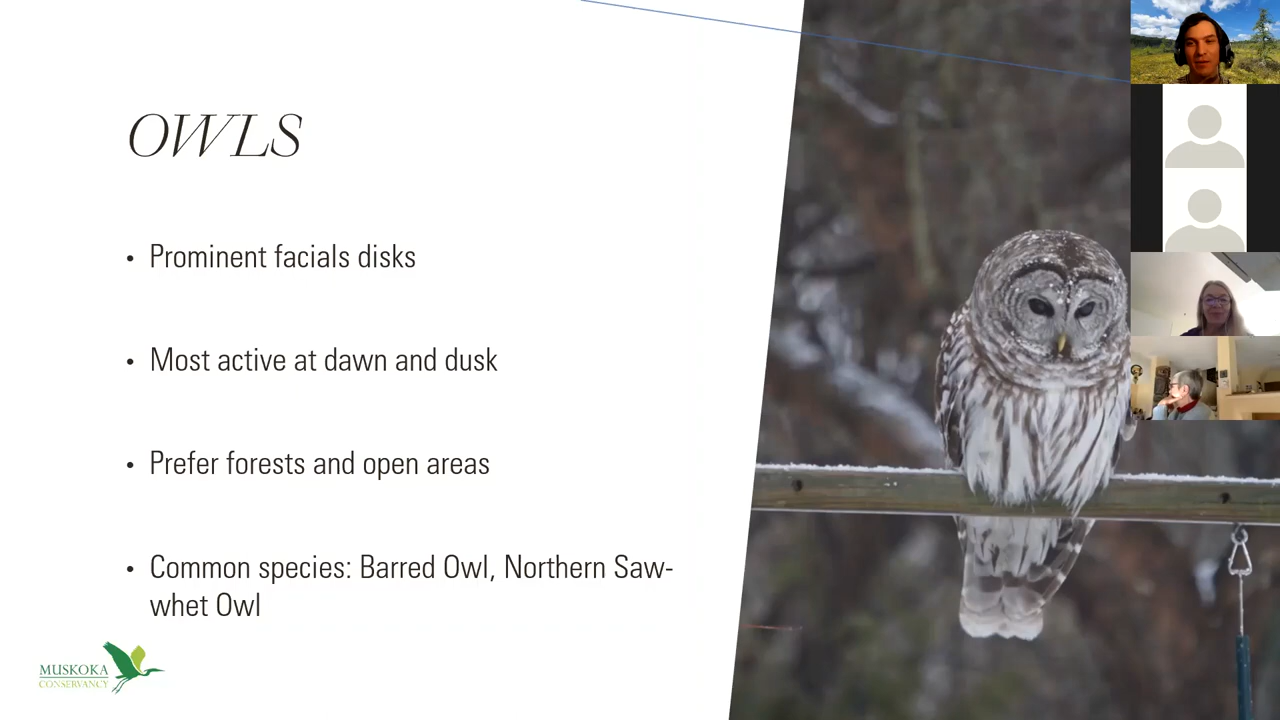 OWLS
• Prominent facials disks
• Most active at dawn and dusk
• Prefer forests and open areas
• Common species: Barred Owl, Northern Saw-
whet Owl
MUSKOKA
CONSERVANCY